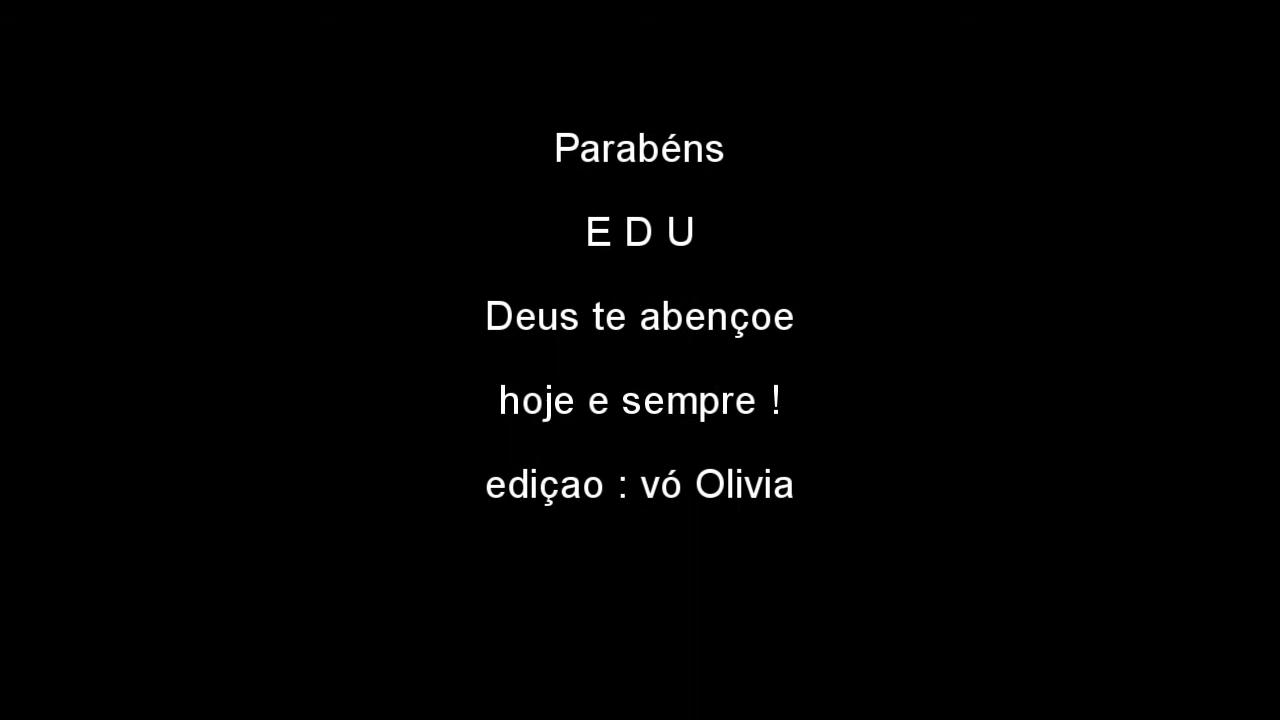 Parabéns
E D U
Deus te abençoe
hoje e sempre !
ediçao : vó Olivia